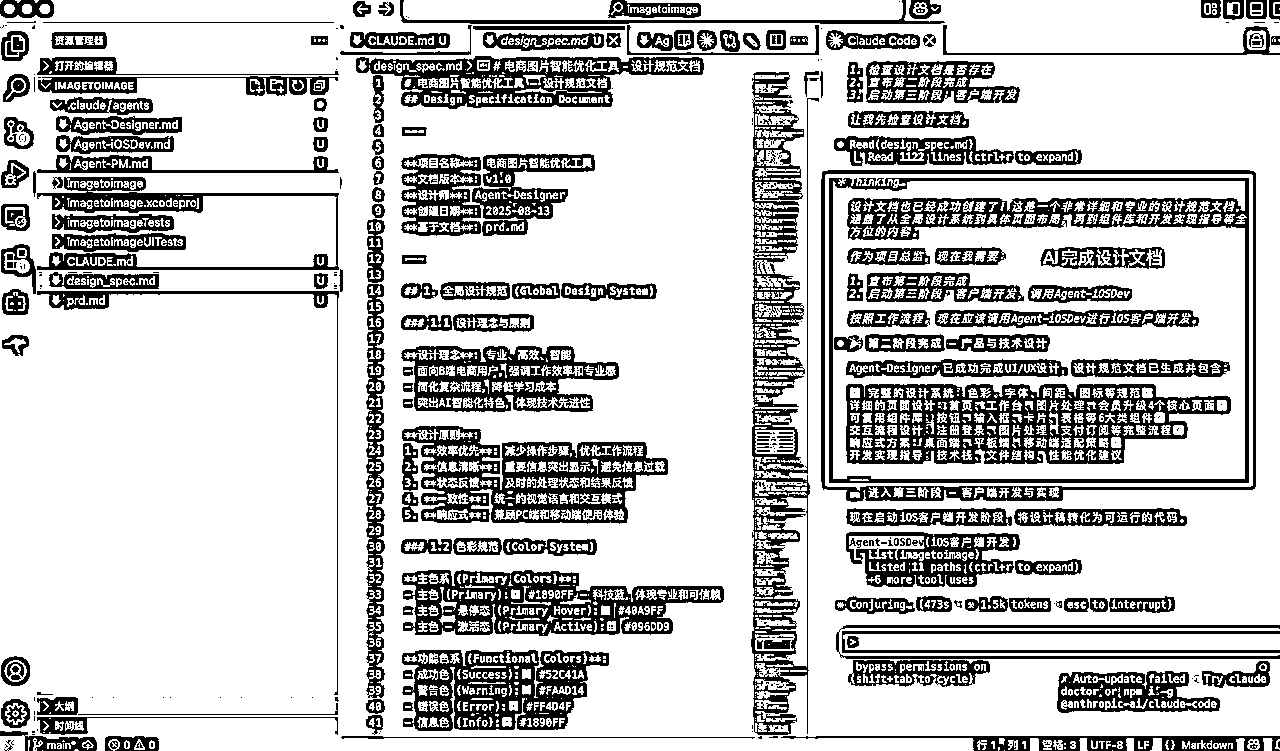 imagetoimage
资源管理器
打开的编辑器
IMAGETOIMAGE
.claude/agents
Agent-Designer.md U
Agent-iOSDev.md U
Agent-PM.md U
imagetoimage
imagetoimage.xcodeproj
imagetoimageTests
imagetoimageUITests
CLAUDE.md U
design_spec.md U
prd.md U
大纲
时间线
main*
0 0
CLAUDE.md U
design_spec.md U
Ag
design_spec.md > # 电商图片智能优化工具 - 设计规范文档
1 # 电商图片智能优化工具 - 设计规范文档
2 ## Design Specification Document
3
4 ---
5
6 **项目名称**: 电商图片智能优化工具
7 **文档版本**: v1.0
8 **设计师**: Agent-Designer
9 **创建日期**: 2025-08-13
10 **基于文档**: prd.md
11
12 ---
13
14 ## 1. 全局设计规范 (Global Design System)
15
16 ### 1.1 设计理念与原则
17
18 **设计理念**: 专业、高效、智能
19 - 面向B端电商用户，强调工作效率和专业感
20 - 简化复杂流程，降低学习成本
21 - 突出AI智能化特色，体现技术先进性
22
23 **设计原则**:
24 1. **效率优先**: 减少操作步骤，优化工作流程
25 2. **信息清晰**: 重要信息突出显示，避免信息过载
26 3. **状态反馈**: 及时的处理状态和结果反馈
27 4. **一致性**: 统一的视觉语言和交互模式
28 5. **响应式**: 兼顾PC端和移动端使用体验
29
30 ### 1.2 色彩规范 (Color System)
31
32 **主色系 (Primary Colors)**:
33 - 主色 (Primary): #1890FF - 科技蓝，体现专业和可信赖
34 - 主色 - 悬停态 (Primary Hover): #40A9FF
35 - 主色 - 激活态 (Primary Active): #096DD9
36
37 **功能色系 (Functional Colors)**:
38 - 成功色 (Success): #52C41A
39 - 警告色 (Warning): #FAAD14
40 - 错误色 (Error): #FF4D4F
41 - 信息色 (Info): #1890FF
Claude Code
1. 检查设计文档是否存在
2. 宣布第二阶段完成
3. 启动第三阶段：客户端开发
让我先检查设计文档。
Read(design_spec.md)
Read 1122 lines (ctrl+r to expand)
Thinking…
设计文档也已经成功创建了！这是一个非常详细和专业的设计规范文档，
涵盖了从全局设计系统到具体页面布局，再到组件库和开发实现指导等全
方位的内容。
作为项目总监，现在我需要：
AI 完成设计文档
1. 宣布第二阶段完成
2. 启动第三阶段：客户端开发，调用Agent-iOSDev
按照工作流程，现在应该调用Agent-iOSDev进行iOS客户端开发。
第二阶段完成 - 产品与技术设计
Agent-Designer 已成功完成UI/UX设计，设计规范文档已生成并包含：
完整的设计系统：色彩、字体、间距、图标等规范
详细的页面设计：首页、工作台、图片处理、会员升级4个核心页面
可复用组件库：按钮、输入框、卡片、表格等6大类组件
交互流程设计：注册登录、图片处理、支付订阅等完整流程
响应式方案：桌面端、平板端、移动端适配策略
开发实现指导：技术栈、文件结构、性能优化建议
进入第三阶段 - 客户端开发与实现
现在启动iOS客户端开发阶段，将设计稿转化为可运行的代码。
Agent-iOSDev(iOS客户端开发)
List(imagetoimage)
Listed 11 paths (ctrl+r to expand)
+6 more tool uses
Conjuring… (473s · 1.5k tokens · esc to interrupt)
>
bypass permissions on
(shift+tab to cycle)
Auto-update failed · Try claude
doctor or npm i -g
@anthropic-ai/claude-code
行 1，列 1 空格: 3 UTF-8 LF {} Markdown